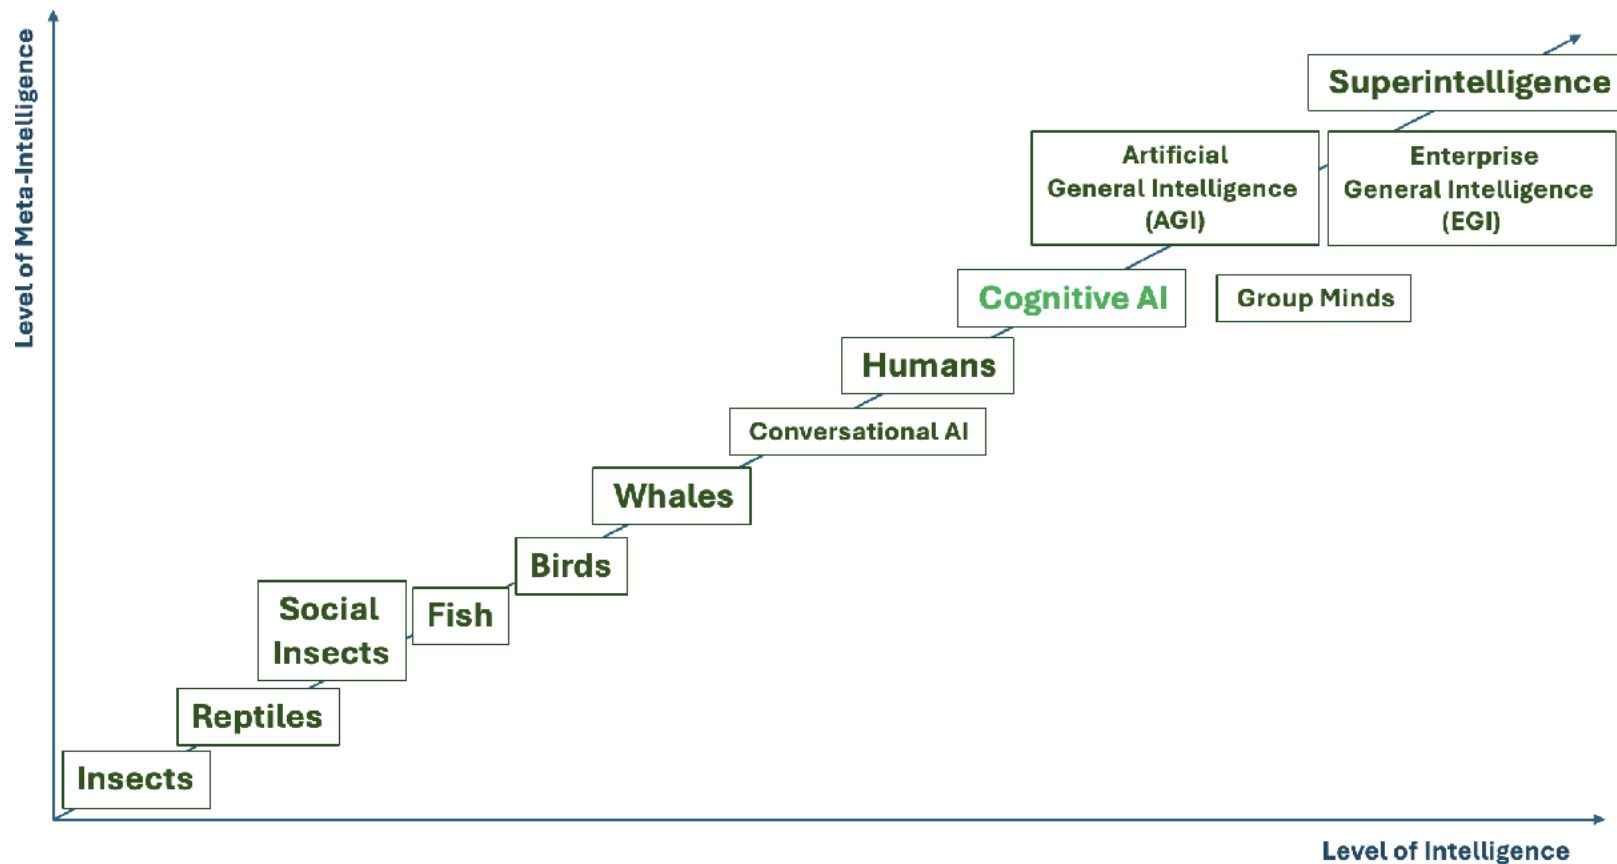 Level of Meta-Intelligence
Superintelligence
Artificial
General Intelligence
(AGI)
Enterprise
General Intelligence
(EGI)
Cognitive AI
Group Minds
Humans
Conversational AI
Whales
Birds
Social
Insects
Fish
Reptiles
Insects
Level of Intelligence